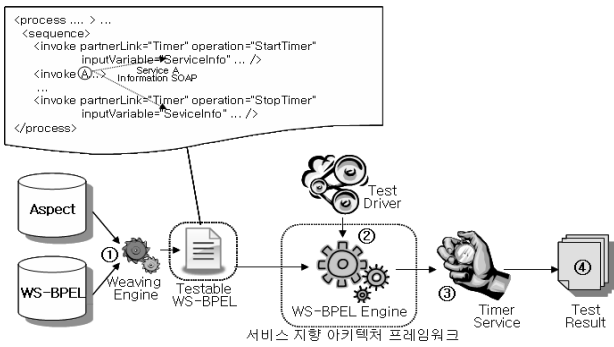 <process .... > ...
<sequence>
<invoke partnerLink="Timer" operation="StartTimer"
inputVariable="ServiceInfo" ... />
<invoke A...>
Service A
Information SOAP
...
<invoke partnerLink="Timer" operation="StopTimer"
inputVariable="SeviceInfo" ... />
</process>
Aspect
WS-BPEL
①
Weaving
Engine
Testable
WS-BPEL
Test
Driver
②
WS-BPEL Engine
서비스 지향 아키텍처 프레임워크
③
Timer
Service
④
Test
Result